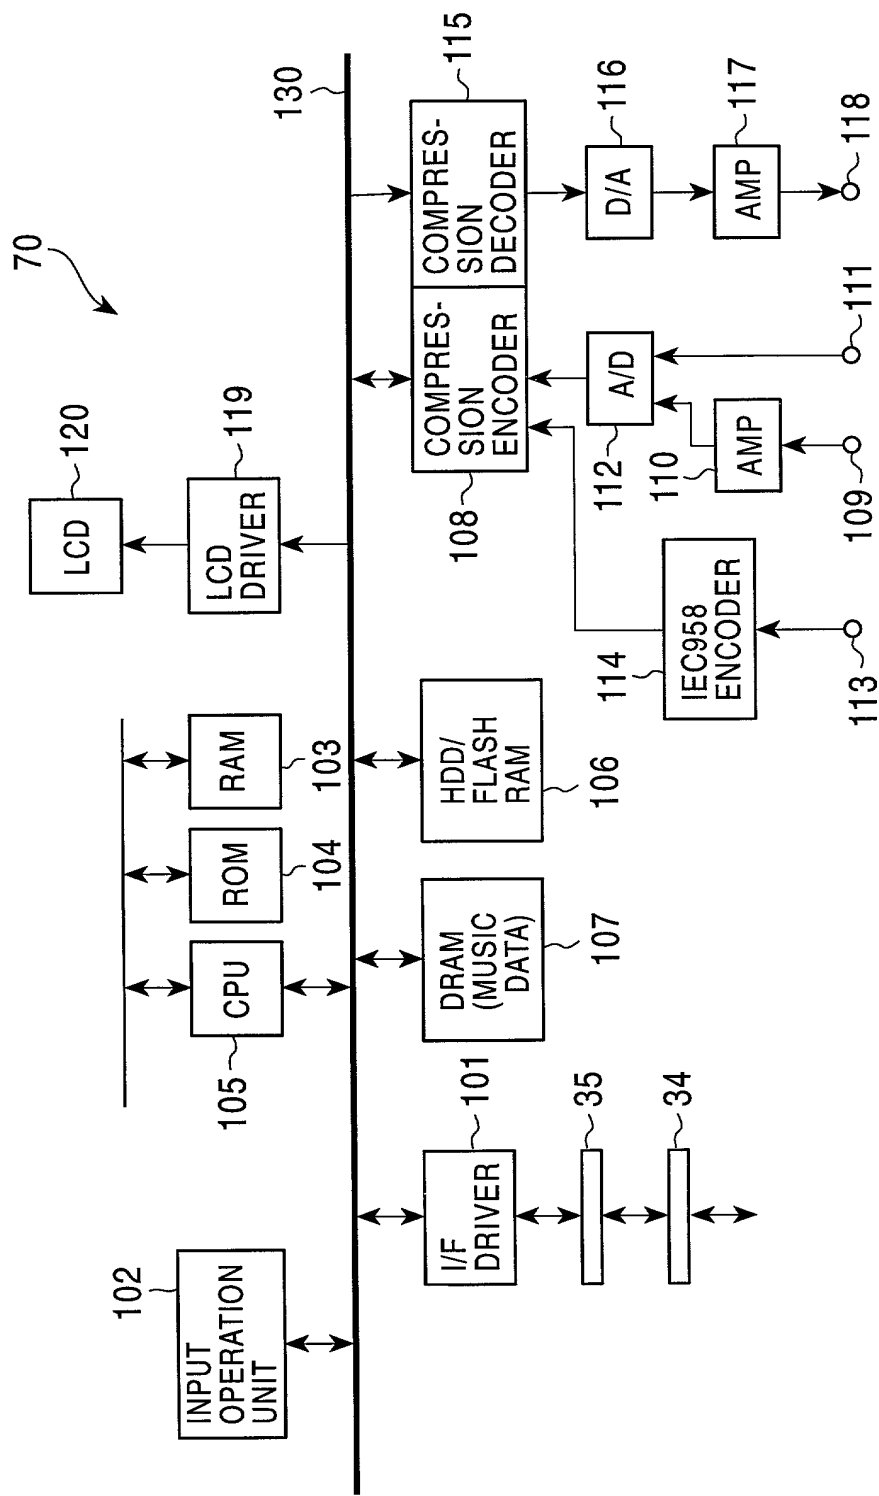 70
120
LCD
119
LCD
DRIVER
130
102
INPUT
OPERATION
UNIT
105
CPU
ROM
104
RAM
103
101
I/F
DRIVER
35
34
DRAM
(MUSIC
DATA)
107
HDD/
FLASH
RAM
106
108
COMPRES-
SION
ENCODER
COMPRES-
SION
DECODER
115
114
IEC958
ENCODER
113
112
A/D
110
AMP
109
111
D/A
116
AMP
117
118